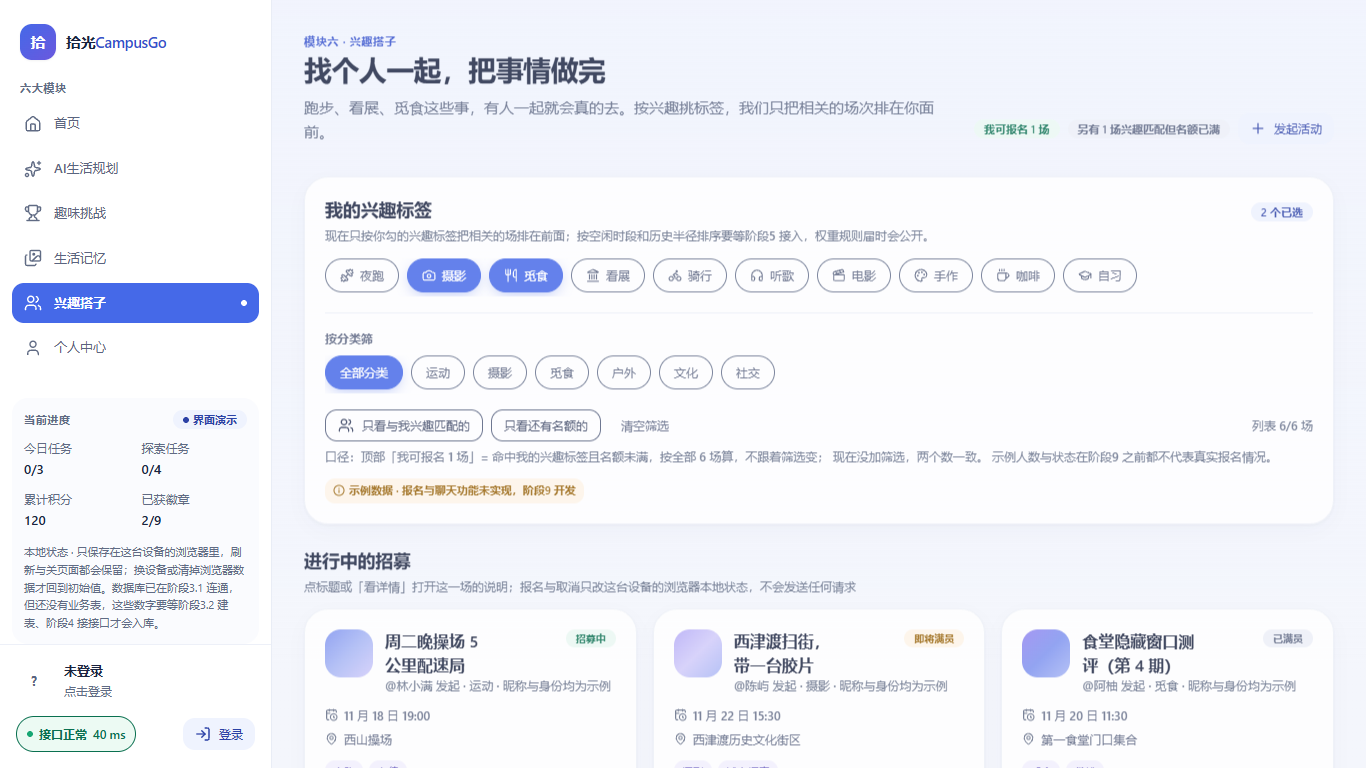 拾
拾光CampusGo
六大模块
首页
AI生活规划
趣味挑战
生活记忆
兴趣搭子
个人中心
当前进度
界面演示
今日任务
探索任务
0/3
0/4
累计积分
已获徽章
120
2/9
本地状态 · 只保存在这台设备的浏览器里，刷
新与关页面都会保留；换设备或清掉浏览器数
据才回到初始值。数据库已在阶段3.1 连通，
但还没有业务表，这些数字要等阶段3.2 建
表、阶段4 接接口才会入库。
?
未登录
点击登录
接口正常 40 ms
登录
模块六 · 兴趣搭子
找个人一起，把事情做完
跑步、看展、觅食这些事，有人一起就会真的去。按兴趣挑标签，我们只把相关的场次排在你面
前。
我可报名 1 场
另有 1 场兴趣匹配但名额已满
发起活动
我的兴趣标签
2 个已选
现在只按你勾的兴趣标签把相关的场排在前面；按空闲时段和历史半径排序要等阶段5 接入，权重规则届时会公开。
夜跑
摄影
觅食
看展
骑行
听歌
电影
手作
咖啡
自习
按分类筛
全部分类
运动
摄影
觅食
户外
文化
社交
只看与我兴趣匹配的
只看还有名额的
清空筛选
列表 6/6 场
口径：顶部「我可报名 1 场」= 命中我的兴趣标签且名额未满，按全部 6 场算，不跟着筛选变； 现在没加筛选，两个数一致。 示例人数与状态在阶段9 之前都不代表真实报名情况。
示例数据 · 报名与聊天功能未实现，阶段9 开发
进行中的招募
点标题或「看详情」打开这一场的说明；报名与取消只改这台设备的浏览器本地状态，不会发送任何请求
周二晚操场 5
公里配速局
招募中
@林小满 发起 · 运动 · 昵称与身份均为示例
11 月 18 日 19:00
西山操场
西津渡扫街，
带一台胶片
即将满员
@陈屿 发起 · 摄影 · 昵称与身份均为示例
11 月 22 日 15:30
西津渡历史文化街区
食堂隐藏窗口测
评（第 4 期）
已满员
@阿柚 发起 · 觅食 · 昵称与身份均为示例
11 月 20 日 11:30
第一食堂门口集合